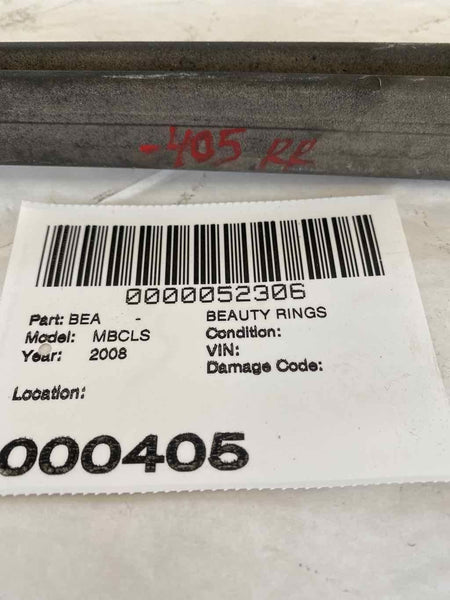 -405 RR
0000052306
Part: BEA - BEAUTY RINGS
Model: MBCLS Condition:
Year: 2008 VIN:
Damage Code:
Location:
000405